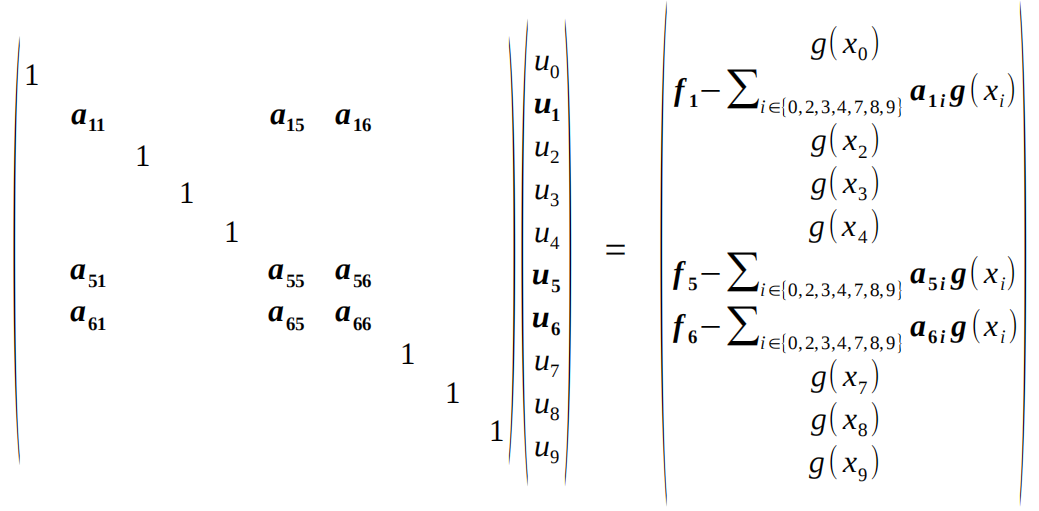 ( 1 ) ( u₀ ) ( g(x₀) )
a₁₁ a₁₅ a₁₆ u₁ f₁−∑_{i∈{0,2,3,4,7,8,9}} a₁ᵢ g(xᵢ)
1 u₂ g(x₂)
1 u₃ g(x₃)
1 u₄ = g(x₄)
a₅₁ a₅₅ a₅₆ u₅ f₅−∑_{i∈{0,2,3,4,7,8,9}} a₅ᵢ g(xᵢ)
a₆₁ a₆₅ a₆₆ u₆ f₆−∑_{i∈{0,2,3,4,7,8,9}} a₆ᵢ g(xᵢ)
1 u₇ g(x₇)
1 u₈ g(x₈)
1 u₉ g(x₉)